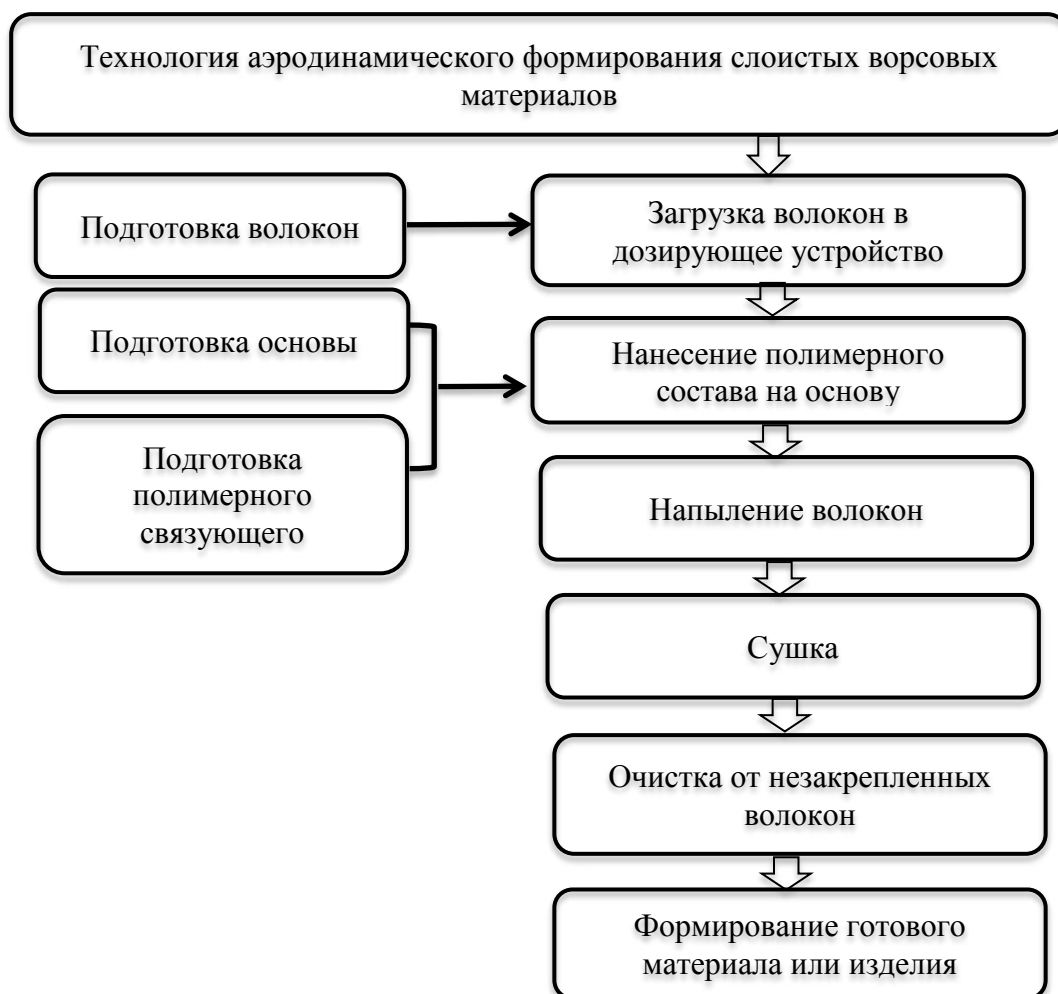 Технология аэродинамического формирования слоистых ворсовых
материалов
Подготовка волокон
Загрузка волокон в
дозирующее устройство
Подготовка основы
Нанесение полимерного
состава на основу
Подготовка
полимерного
связующего
Напыление волокон
Сушка
Очистка от незакрепленных
волокон
Формирование готового
материала или изделия